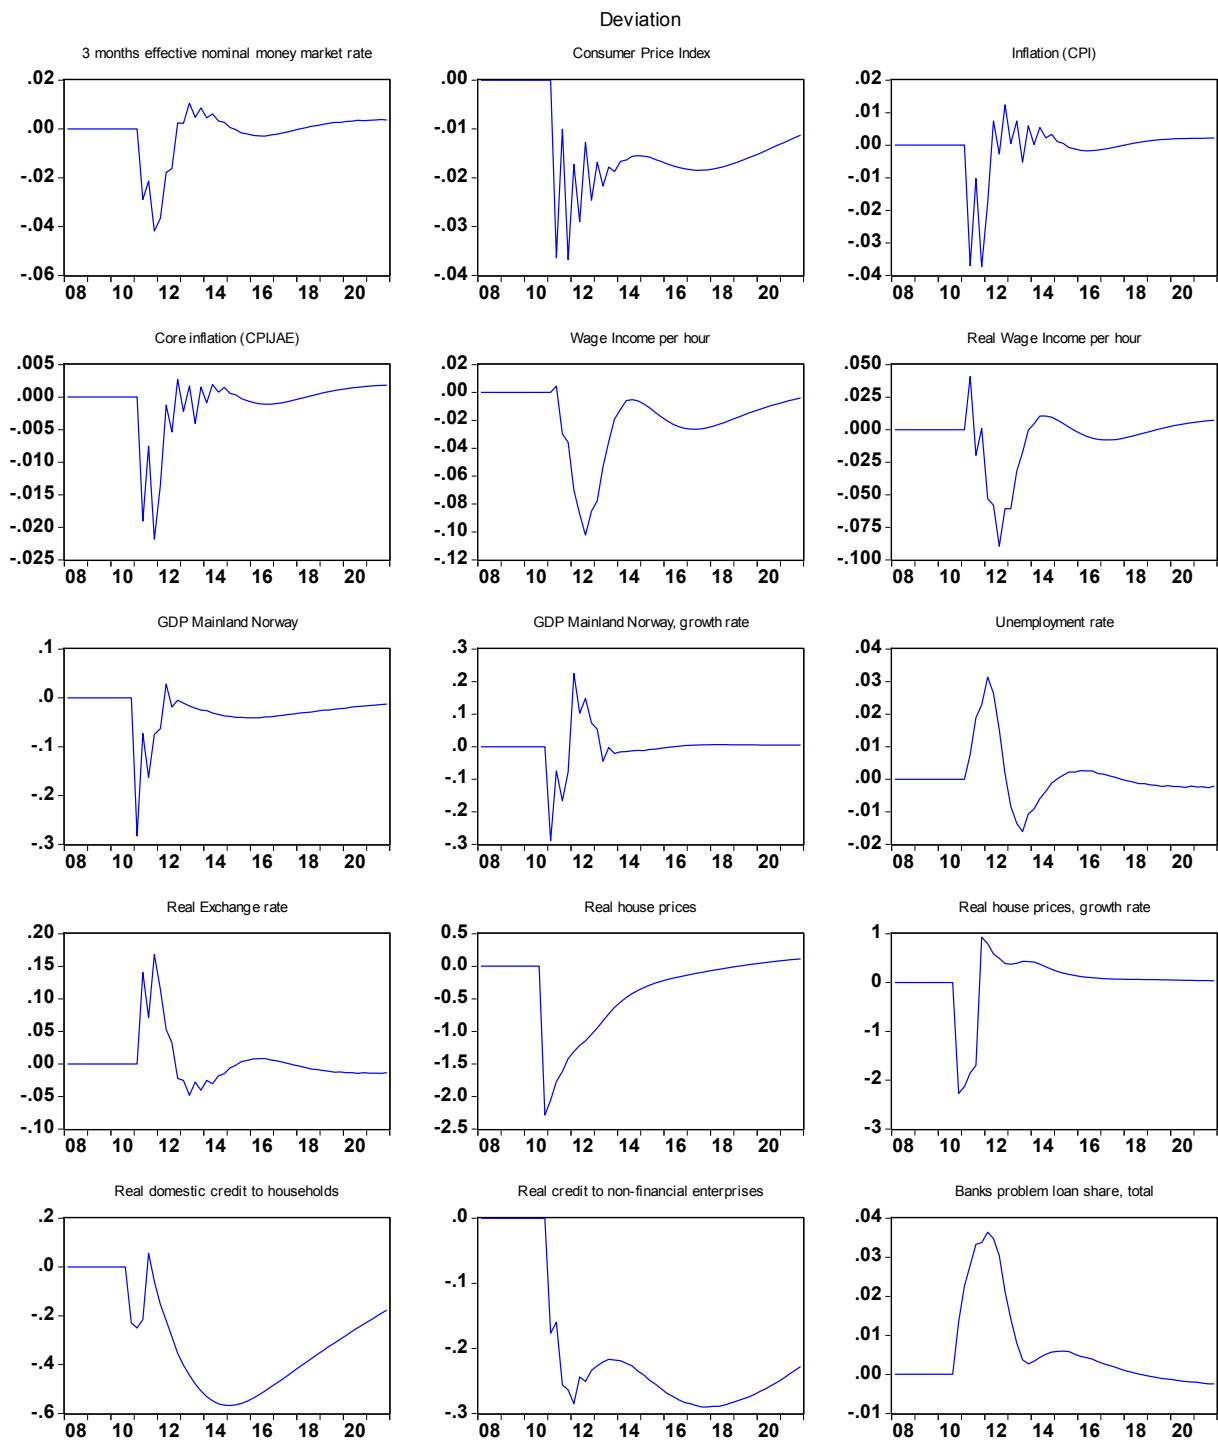 Deviation
3 months effective nominal money market rate
Consumer Price Index
Inflation (CPI)
.02
.00
-.02
-.04
-.06
08 10 12 14 16 18 20
.00
-.01
-.02
-.03
-.04
08 10 12 14 16 18 20
.02
.01
.00
-.01
-.02
-.03
-.04
08 10 12 14 16 18 20
Core inflation (CPIJAE)
Wage Income per hour
Real Wage Income per hour
.005
.000
-.005
-.010
-.015
-.020
-.025
08 10 12 14 16 18 20
.02
.00
-.02
-.04
-.06
-.08
-.10
-.12
08 10 12 14 16 18 20
.050
.025
.000
-.025
-.050
-.075
-.100
08 10 12 14 16 18 20
GDP Mainland Norway
GDP Mainland Norway, growth rate
Unemployment rate
.1
.0
-.1
-.2
-.3
08 10 12 14 16 18 20
.3
.2
.1
.0
-.1
-.2
-.3
08 10 12 14 16 18 20
.04
.03
.02
.01
.00
-.01
-.02
08 10 12 14 16 18 20
Real Exchange rate
Real house prices
Real house prices, growth rate
.20
.15
.10
.05
.00
-.05
-.10
08 10 12 14 16 18 20
0.5
0.0
-0.5
-1.0
-1.5
-2.0
-2.5
08 10 12 14 16 18 20
1
0
-1
-2
-3
08 10 12 14 16 18 20
Real domestic credit to households
Real credit to non-financial enterprises
Banks problem loan share, total
.2
.0
-.2
-.4
-.6
08 10 12 14 16 18 20
.0
-.1
-.2
-.3
08 10 12 14 16 18 20
.04
.03
.02
.01
.00
-.01
08 10 12 14 16 18 20